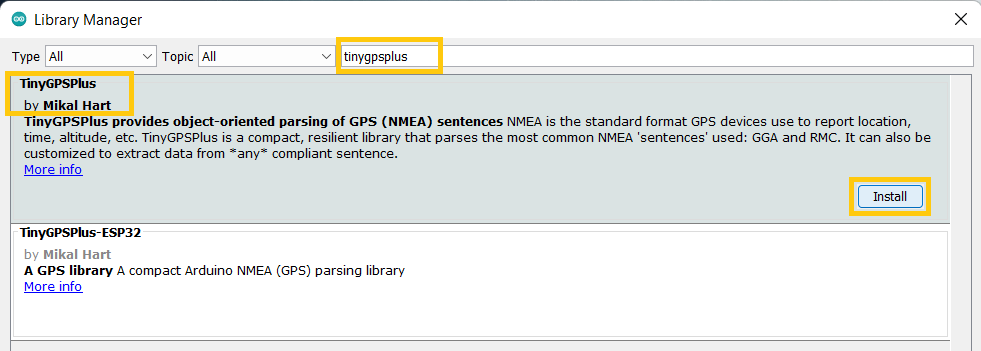 Library Manager
Type All Topic All tinygpsplus
TinyGPSPlus
by Mikal Hart
TinyGPSPlus provides object-oriented parsing of GPS (NMEA) sentences NMEA is the standard format GPS devices use to report location,
time, altitude, etc. TinyGPSPlus is a compact, resilient library that parses the most common NMEA 'sentences' used: GGA and RMC. It can also be
customized to extract data from *any* compliant sentence.
More info
Install
TinyGPSPlus-ESP32
by Mikal Hart
A GPS library A compact Arduino NMEA (GPS) parsing library
More info